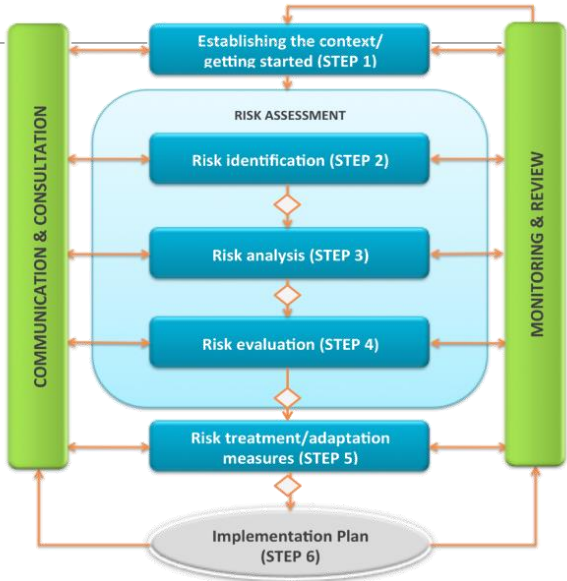 Establishing the context/
getting started (STEP 1)
RISK ASSESSMENT
Risk identification (STEP 2)
Risk analysis (STEP 3)
Risk evaluation (STEP 4)
Risk treatment/adaptation
measures (STEP 5)
Implementation Plan
(STEP 6)
COMMUNICATION & CONSULTATION
MONITORING & REVIEW